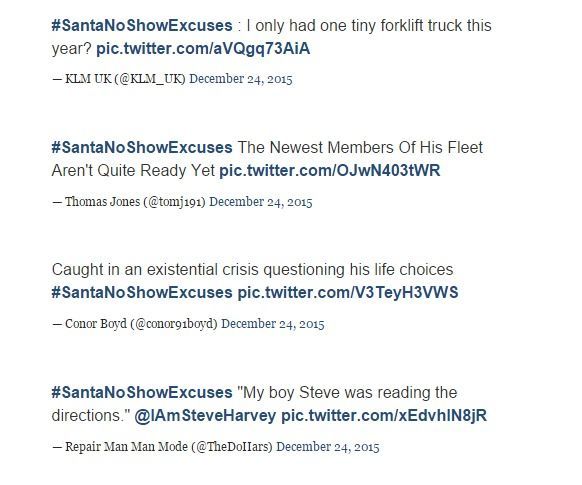 #SantaNoShowExcuses : I only had one tiny forklift truck this
year? pic.twitter.com/aVQgq73AiA
— KLM UK (@KLM_UK) December 24, 2015
#SantaNoShowExcuses The Newest Members Of His Fleet
Aren't Quite Ready Yet pic.twitter.com/OJwN403tWR
— Thomas Jones (@tomj191) December 24, 2015
Caught in an existential crisis questioning his life choices
#SantaNoShowExcuses pic.twitter.com/V3TeyH3VWS
— Conor Boyd (@conor91boyd) December 24, 2015
#SantaNoShowExcuses "My boy Steve was reading the
directions." @IAmSteveHarvey pic.twitter.com/xEdvhlN8jR
— Repair Man Man Mode (@TheDoIIars) December 24, 2015